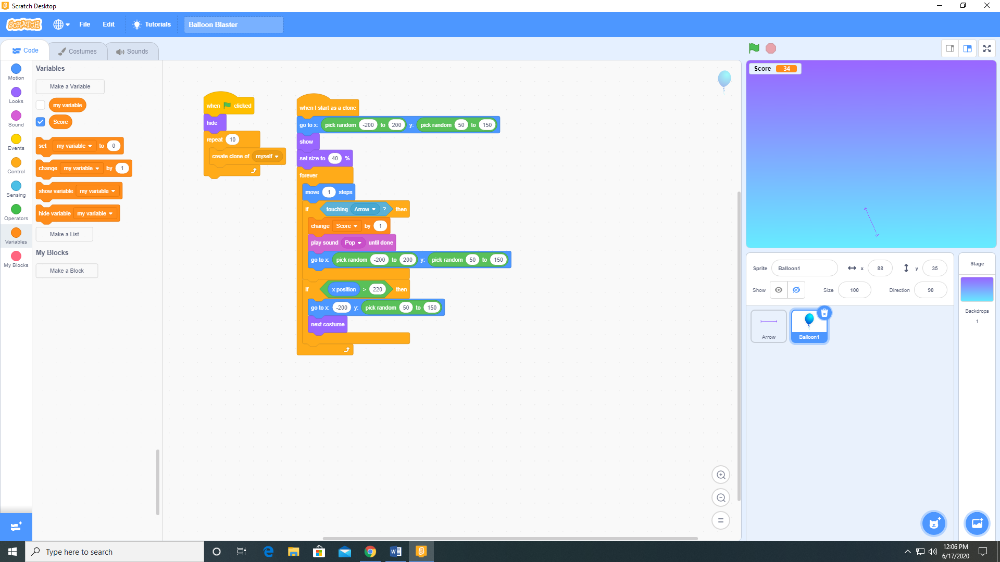 Scratch Desktop
SCRATCH File Edit Tutorials Balloon Blaster
Code Costumes Sounds
Motion
Looks
Sound
Events
Control
Sensing
Operators
Variables
My Blocks
Variables
Make a Variable
my variable
Score
set my variable to 0
change my variable by 1
show variable my variable
hide variable my variable
Make a List
My Blocks
Make a Block
when clicked
hide
repeat 10
create clone of myself
when I start as a clone
go to x: pick random -200 to 200 y: pick random 50 to 150
show
set size to 40 %
forever
move 1 steps
if touching Arrow ? then
change Score by 1
play sound Pop until done
go to x: pick random -200 to 200 y: pick random 50 to 150
if x position > 220 then
go to x: -200 y: pick random 50 to 150
next costume
Score 34
Sprite Balloon1 x 88 y 35
Show Size 100 Direction 90
Arrow
Balloon1
Stage
Backdrops
1
Type here to search
12:06 PM
6/17/2020